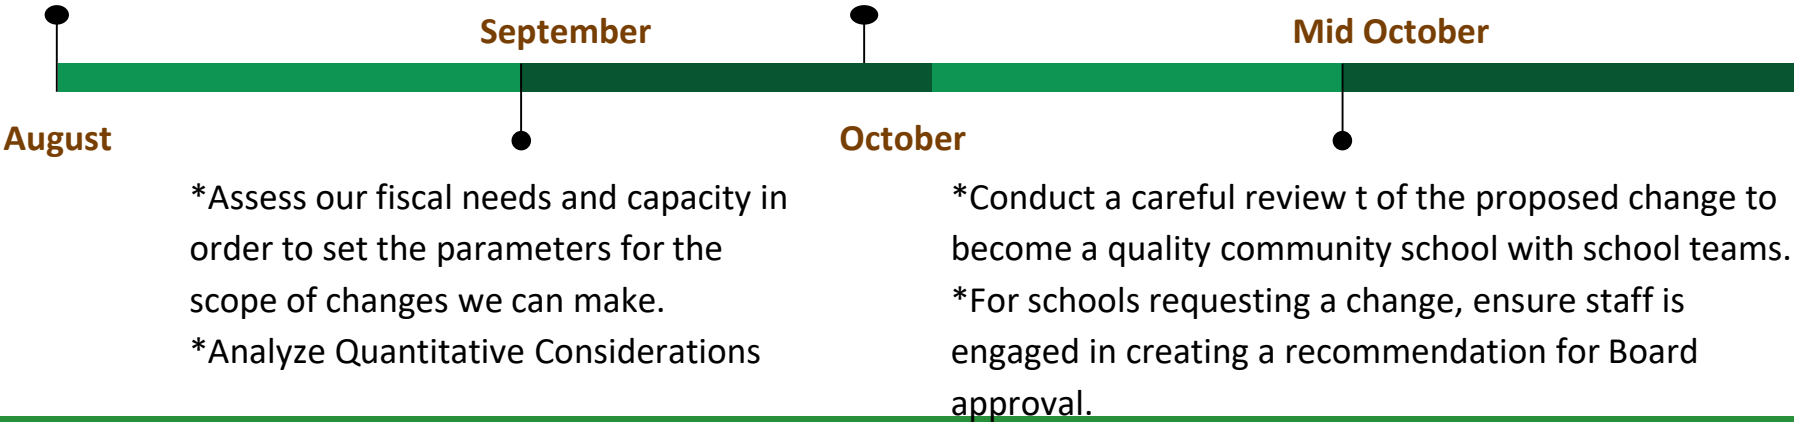 September
Mid October
August
October
*Assess our fiscal needs and capacity in
order to set the parameters for the
scope of changes we can make.
*Analyze Quantitative Considerations
*Conduct a careful review t of the proposed change to
become a quality community school with school teams.
*For schools requesting a change, ensure staff is
engaged in creating a recommendation for Board
approval.